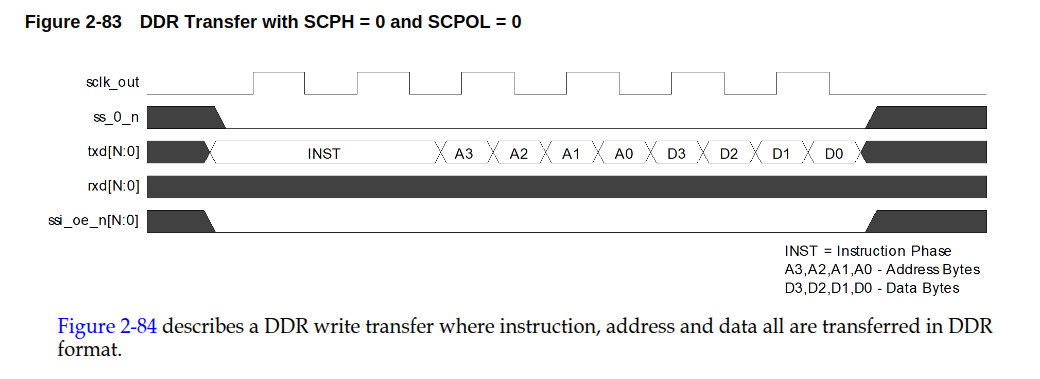 Figure 2-83 DDR Transfer with SCPH = 0 and SCPOL = 0
sclk_out
ss_0_n
txd[N:0] INST A3 A2 A1 A0 D3 D2 D1 D0
rxd[N:0]
ssi_oe_n[N:0]
INST = Instruction Phase
A3,A2,A1,A0 - Address Bytes
D3,D2,D1,D0 - Data Bytes
Figure 2-84 describes a DDR write transfer where instruction, address and data all are transferred in DDR
format.